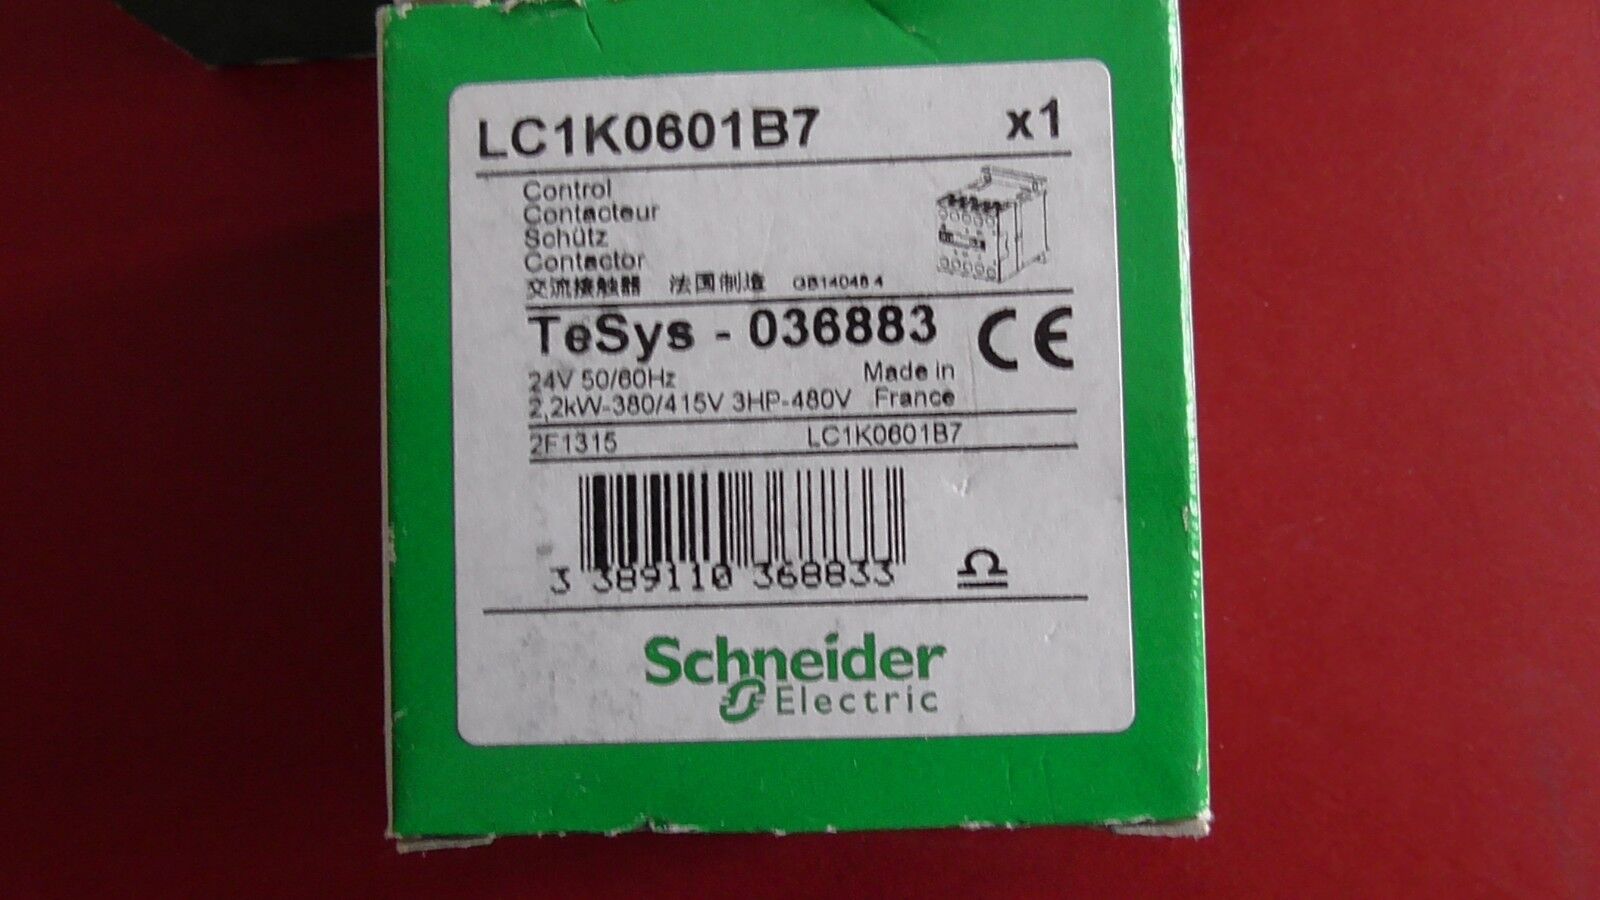 LC1K0601B7 x1
Control
Contacteur
Schütz
Contactor
交流接触器 法国制造 GB14048.4
TeSys - 036883 CE
24V 50/60Hz Made in
2,2kW-380/415V 3HP-480V France
2F1315 LC1K0601B7
3 389110 368833
Schneider
Electric